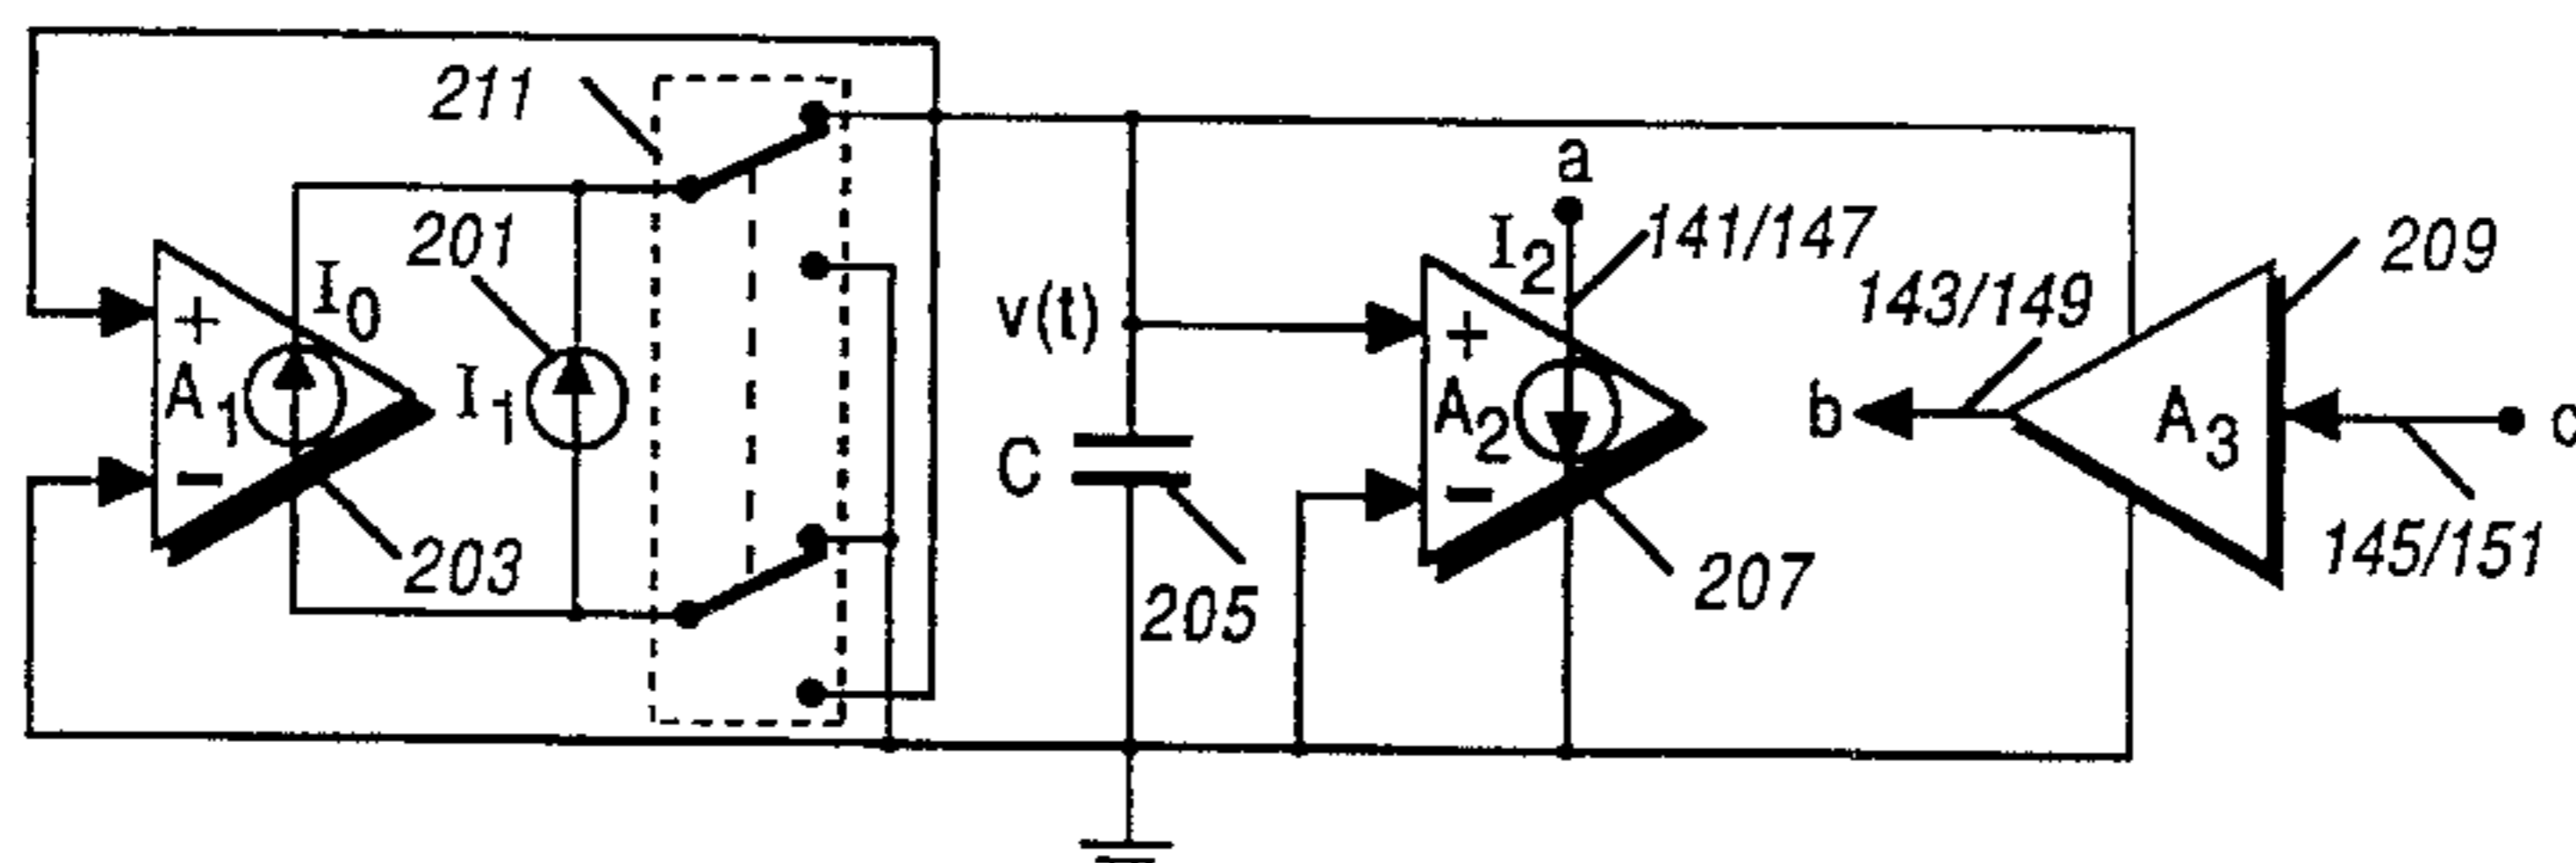 211
a
201
I0
I1
A1
+
−
203
v(t)
C
205
I2
141/147
A2
+
−
207
143/149
b
209
A3
c
145/151